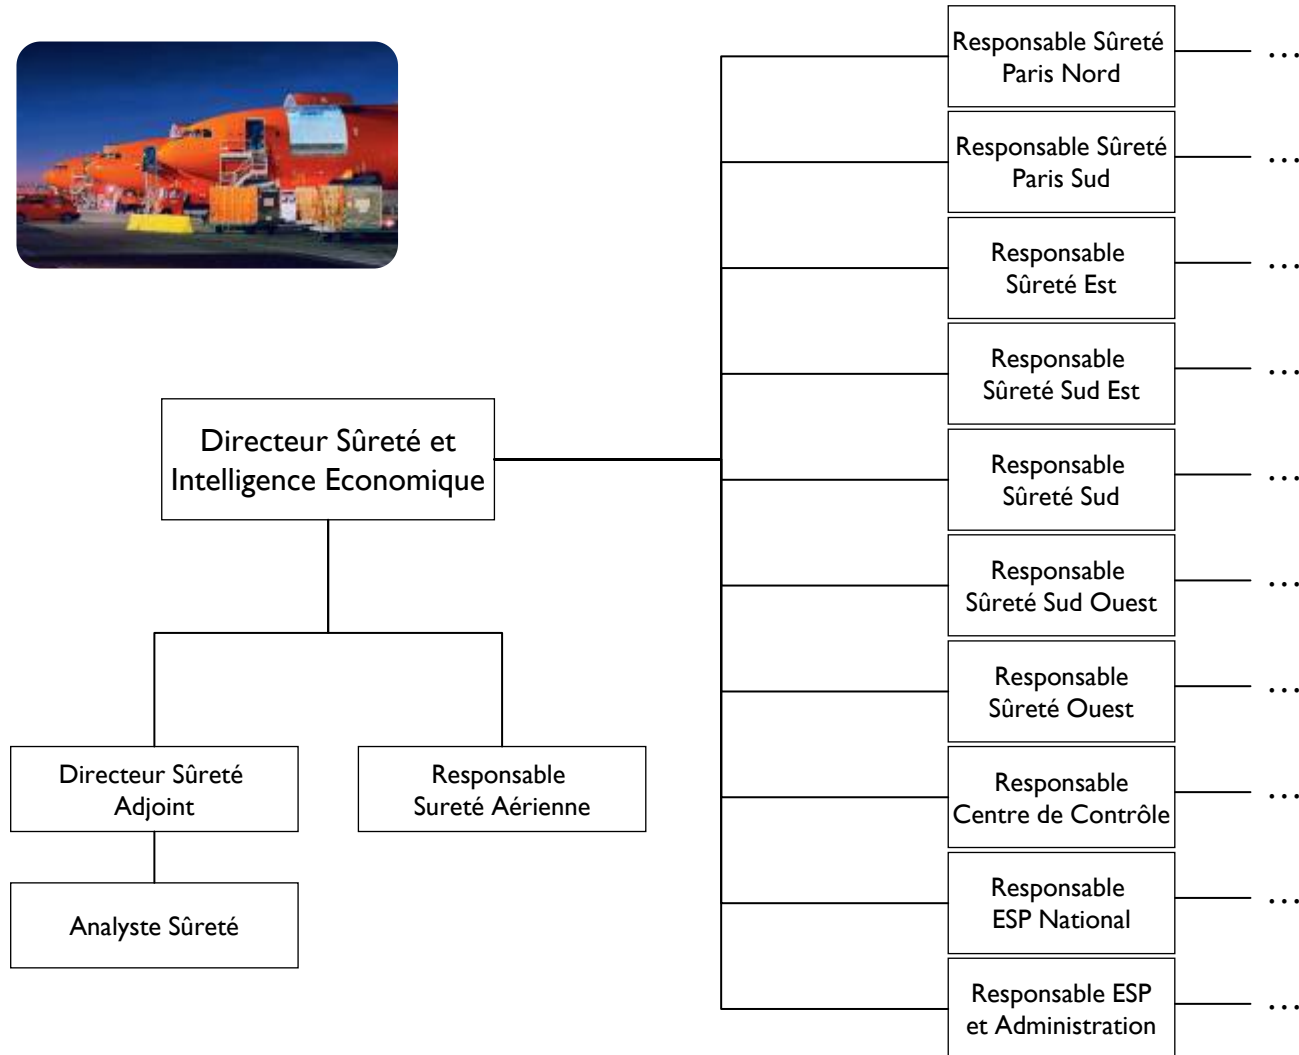 Responsable Sûreté
Paris Nord
...
Responsable Sûreté
Paris Sud
...
Responsable
Sûreté Est
...
Responsable
Sûreté Sud Est
...
Directeur Sûreté et
Intelligence Economique
Responsable
Sûreté Sud
...
Responsable
Sûreté Sud Ouest
...
Responsable
Sûreté Ouest
...
Directeur Sûreté
Adjoint
Responsable
Sureté Aérienne
Responsable
Centre de Contrôle
...
Analyste Sûreté
Responsable
ESP National
...
Responsable ESP
et Administration
...